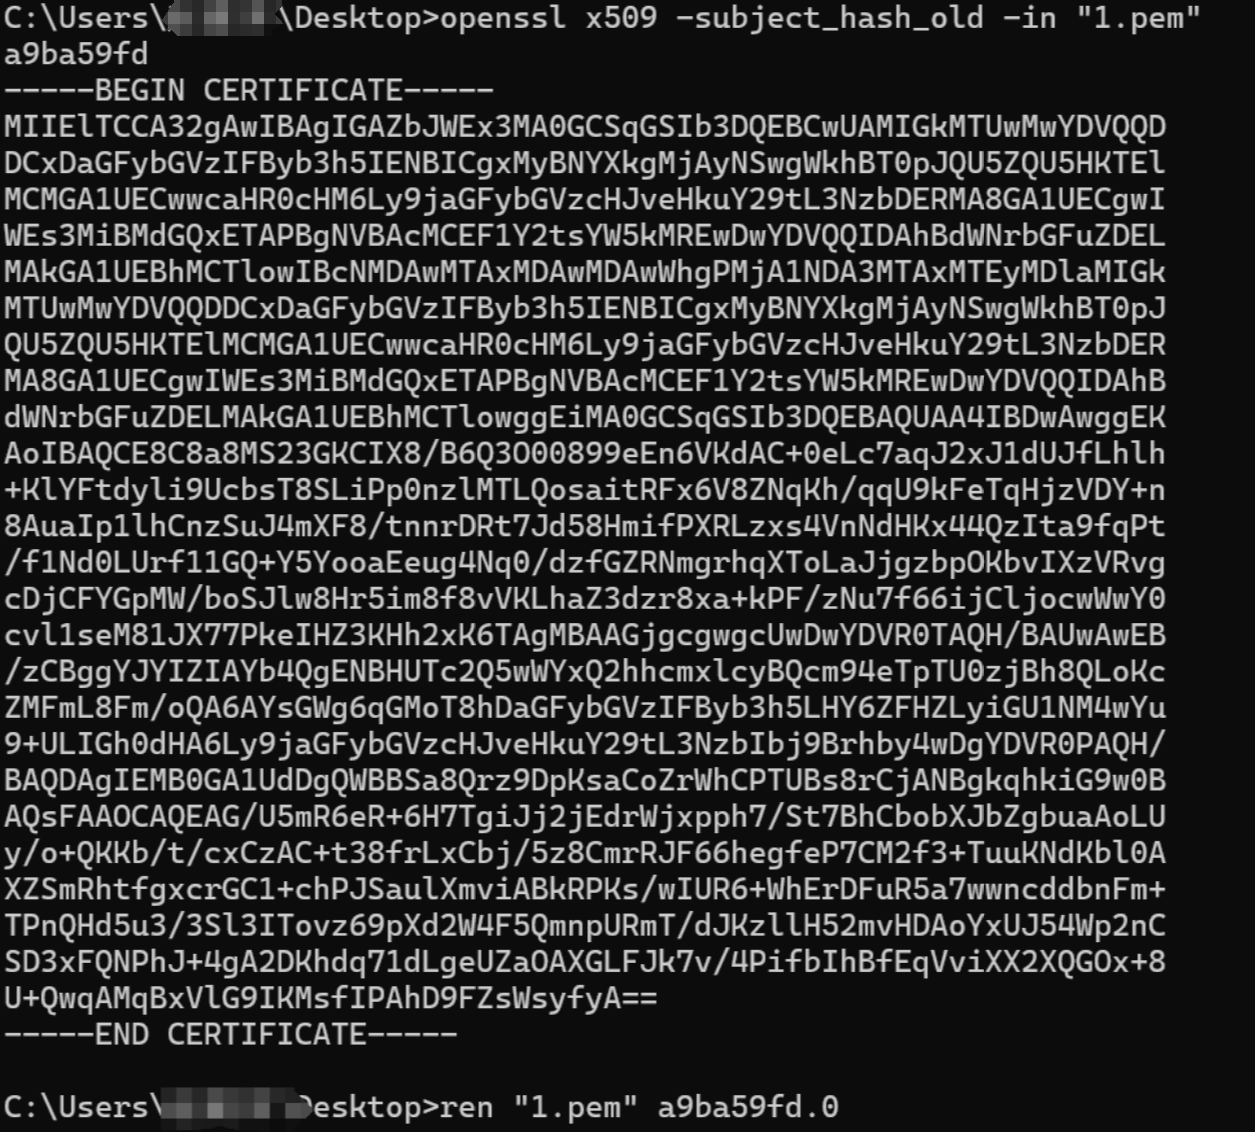 C:\Users\ \Desktop>openssl x509 -subject_hash_old -in "1.pem"
a9ba59fd
-----BEGIN CERTIFICATE-----
MIIElTCCA32gAwIBAgIGAZbJWEx3MA0GCSqGSIb3DQEBCwUAMIGkMTUwMwYDVQQD
DCxDaGFybGVzIFByb3h5IENBICgxMyBNYXkgMjAyNSwgWkhBT0pJQU5ZQU5HKTEl
MCMGA1UECwwcaHR0cHM6Ly9jaGFybGVzcHJveHkuY29tL3NzbDERMA8GA1UECgwI
WEs3MiBMdGQxETAPBgNVBAcMCEF1Y2tsYW5kMREwDwYDVQQIDAhBdWNrbGFuZDEL
MAkGA1UEBhMCTlowIBcNMDAwMTAxMDAwMDAwWhgPMjA1NDA3MTAxMTEyMDlaMIGk
MTUwMwYDVQQDDCxDaGFybGVzIFByb3h5IENBICgxMyBNYXkgMjAyNSwgWkhBT0pJ
QU5ZQU5HKTElMCMGA1UECwwcaHR0cHM6Ly9jaGFybGVzcHJveHkuY29tL3NzbDER
MA8GA1UECgwIWEs3MiBMdGQxETAPBgNVBAcMCEF1Y2tsYW5kMREwDwYDVQQIDAhB
dWNrbGFuZDELMAkGA1UEBhMCTlowggEiMA0GCSqGSIb3DQEBAQUAA4IBDwAwggEK
AoIBAQCE8C8a8MS23GKCIX8/B6Q3O00899eEn6VKdAC+0eLc7aqJ2xJ1dUJfLhlh
+KlYFtdyli9UcbsT8SLiPp0nzlMTLQosaitRFx6V8ZNqKh/qqU9kFeTqHjzVDY+n
8AuaIp1lhCnzSuJ4mXF8/tnnrDRt7Jd58HmifPXRLzxs4VnNdHKx44QzIta9fqPt
/f1Nd0LUrf11GQ+Y5YooaEeug4Nq0/dzfGZRNmgrhqXToLaJjgzbpOKbvIXzVRvg
cDjCFYGpMW/boSJlw8Hr5im8f8vVKLhaZ3dzr8xa+kPF/zNu7f66ijCljocwWwY0
cvl1seM81JX77PkeIHZ3KHh2xK6TAgMBAAGjgcgwgcUwDwYDVR0TAQH/BAUwAwEB
/zCBggYJYIZIAYb4QgENBHUTc2Q5wWYxQ2hhcmxlcyBQcm94eTpTU0zjBh8QLoKc
ZMFmL8Fm/oQA6AYsGWg6qGMoT8hDaGFybGVzIFByb3h5LHY6ZFHZLyiGU1NM4wYu
9+ULIGh0dHA6Ly9jaGFybGVzcHJveHkuY29tL3NzbIbj9Brhby4wDgYDVR0PAQH/
BAQDAgIEMB0GA1UdDgQWBBSa8Qrz9DpKsaCoZrWhCPTUBs8rCjANBgkqhkiG9w0B
AQsFAAOCAQEAG/U5mR6eR+6H7TgiJj2jEdrWjxpph7/St7BhCbobXJbZgbuaAoLU
y/o+QKKb/t/cxCzAC+t38frLxCbj/5z8CmrRJF66hegfeP7CM2f3+TuuKNdKbl0A
XZSmRhtfgxcrGC1+chPJSaulXmviABkRPKs/wIUR6+WhErDFuR5a7wwncddbnFm+
TPnQHd5u3/3Sl3ITovz69pXd2W4F5QmnpURmT/dJKzllH52mvHDAoYxUJ54Wp2nC
SD3xFQNPhJ+4gA2DKhdq71dLgeUZaOAXGLFJk7v/4PifbIhBfEqVviXX2XQGOx+8
U+QwqAMqBxVlG9IKMsfIPAhD9FZsWsyfyA==
-----END CERTIFICATE-----
C:\Users\ Desktop>ren "1.pem" a9ba59fd.0